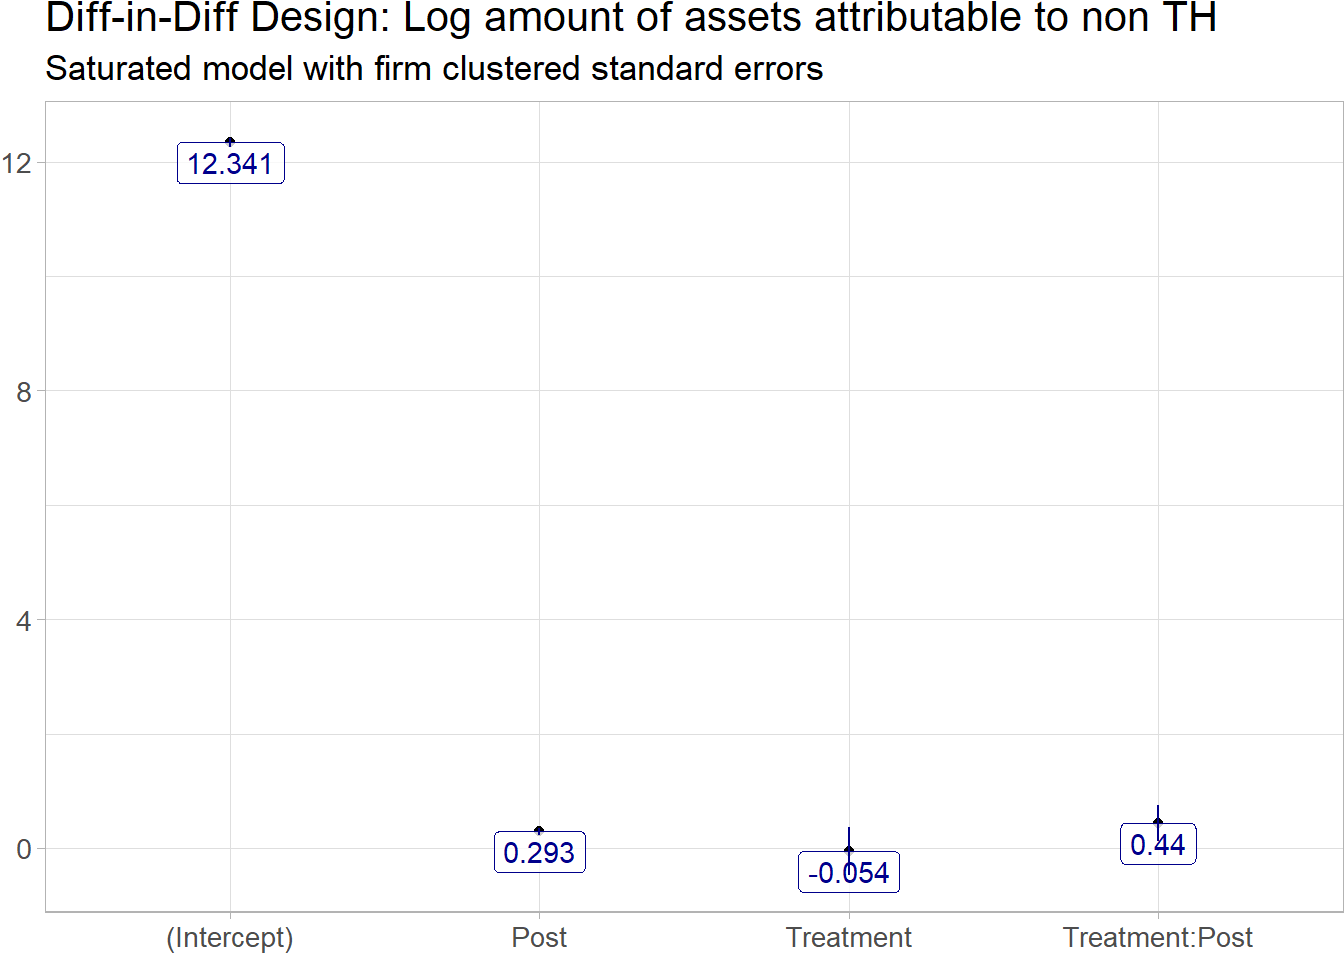 Diff-in-Diff Design: Log amount of assets attributable to non TH
Saturated model with firm clustered standard errors
12
12.341
8
4
0
0.293
-0.054
0.44
(Intercept)
Post
Treatment
Treatment:Post